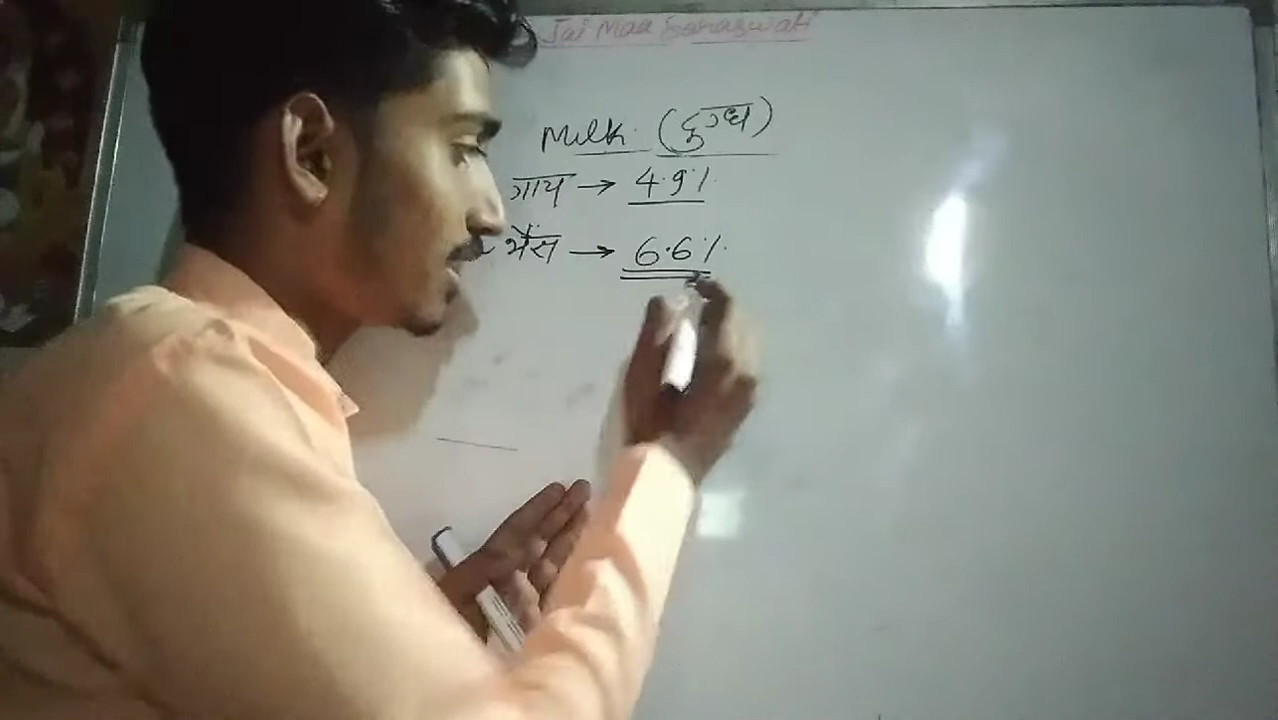 Jai Maa Saraswati
Milk (दुग्ध)
गाय → 4.9%
भैंस → 6.6%